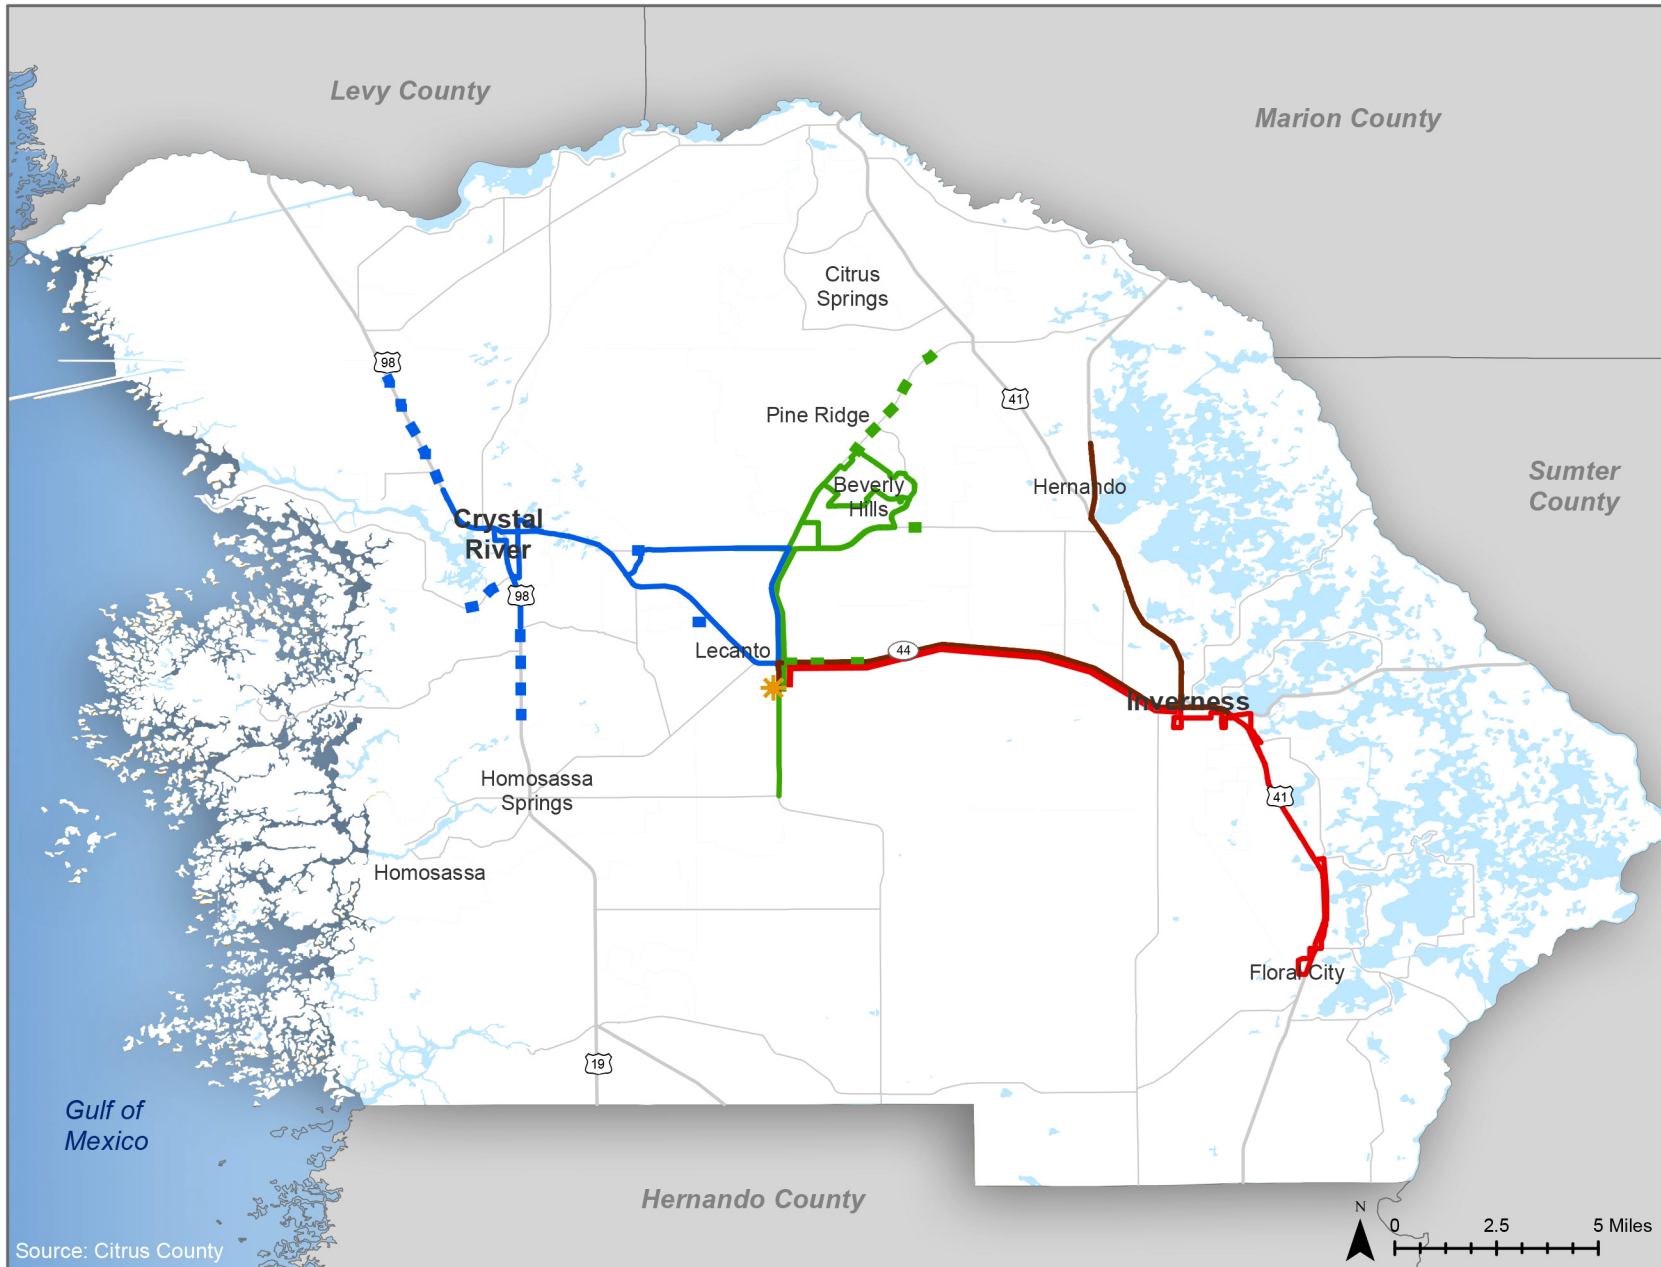 Levy County
Marion County
Citrus
Springs
98
41
Pine Ridge
Sumter
County
Beverly
Hills
Hernando
Crystal
River
98
Lecanto
44
Inverness
Homosassa
Springs
41
Homosassa
Floral City
19
Gulf of
Mexico
Hernando County
N
0 2.5 5 Miles
Source: Citrus County